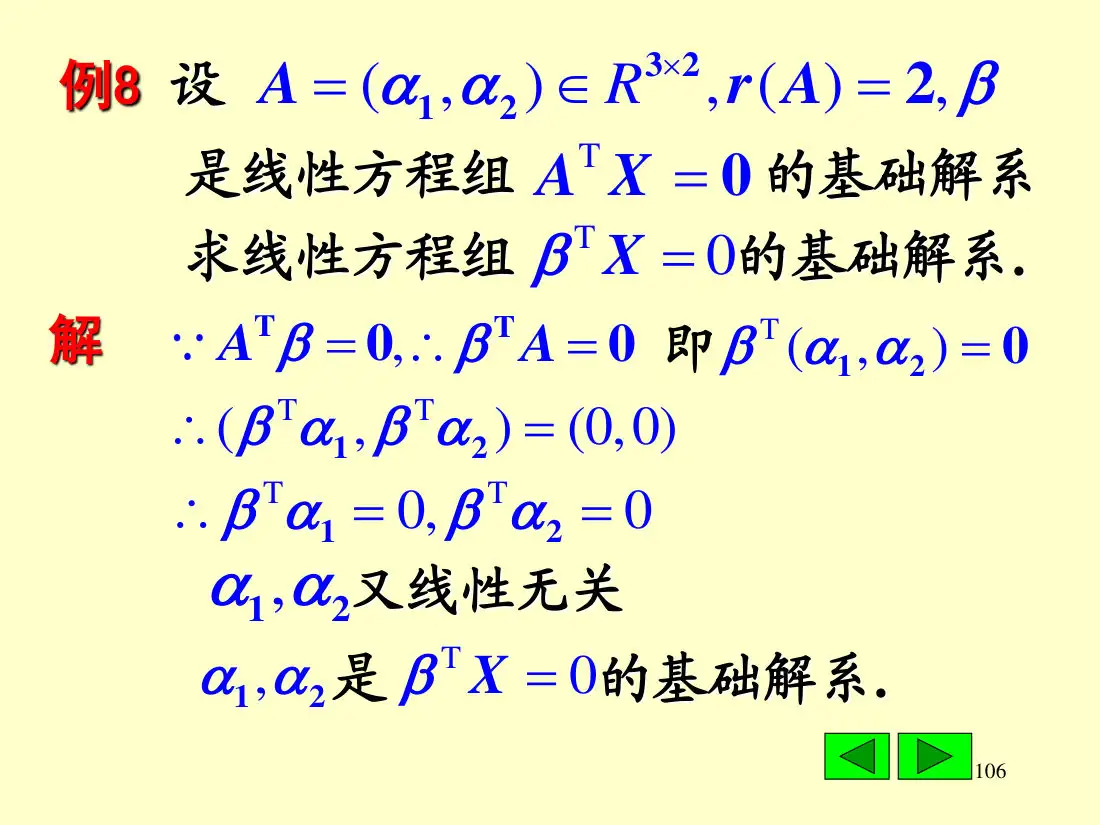 例8 设 A = (α₁, α₂) ∈ R³ˣ², r(A) = 2, β
是线性方程组 AᵀX = 0 的基础解系
求线性方程组 βᵀX = 0的基础解系.
解 ∵ Aᵀβ = 0, ∴ βᵀA = 0 即βᵀ(α₁, α₂) = 0
∴ (βᵀα₁, βᵀα₂) = (0, 0)
∴ βᵀα₁ = 0, βᵀα₂ = 0
α₁, α₂又线性无关
α₁, α₂是 βᵀX = 0的基础解系.
106